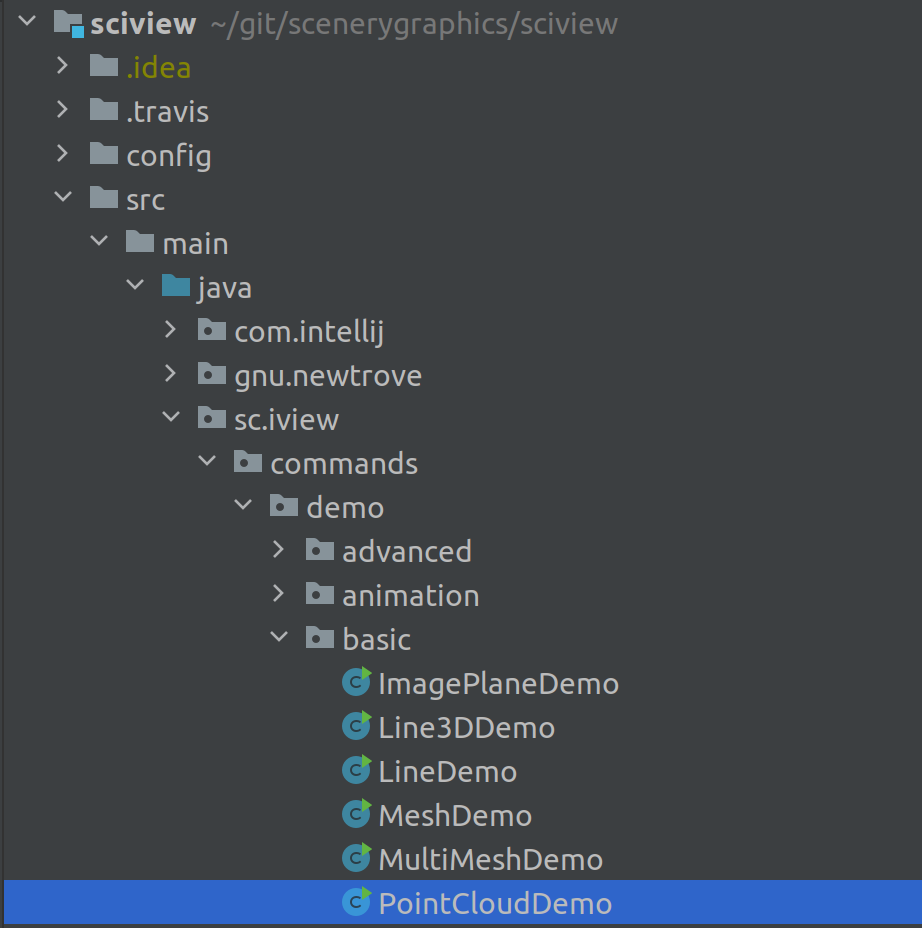 sciview ~/git/scenerygraphics/sciview
.idea
.travis
config
src
main
java
com.intellij
gnu.newtrove
sc.iview
commands
demo
advanced
animation
basic
ImagePlaneDemo
Line3DDemo
LineDemo
MeshDemo
MultiMeshDemo
PointCloudDemo